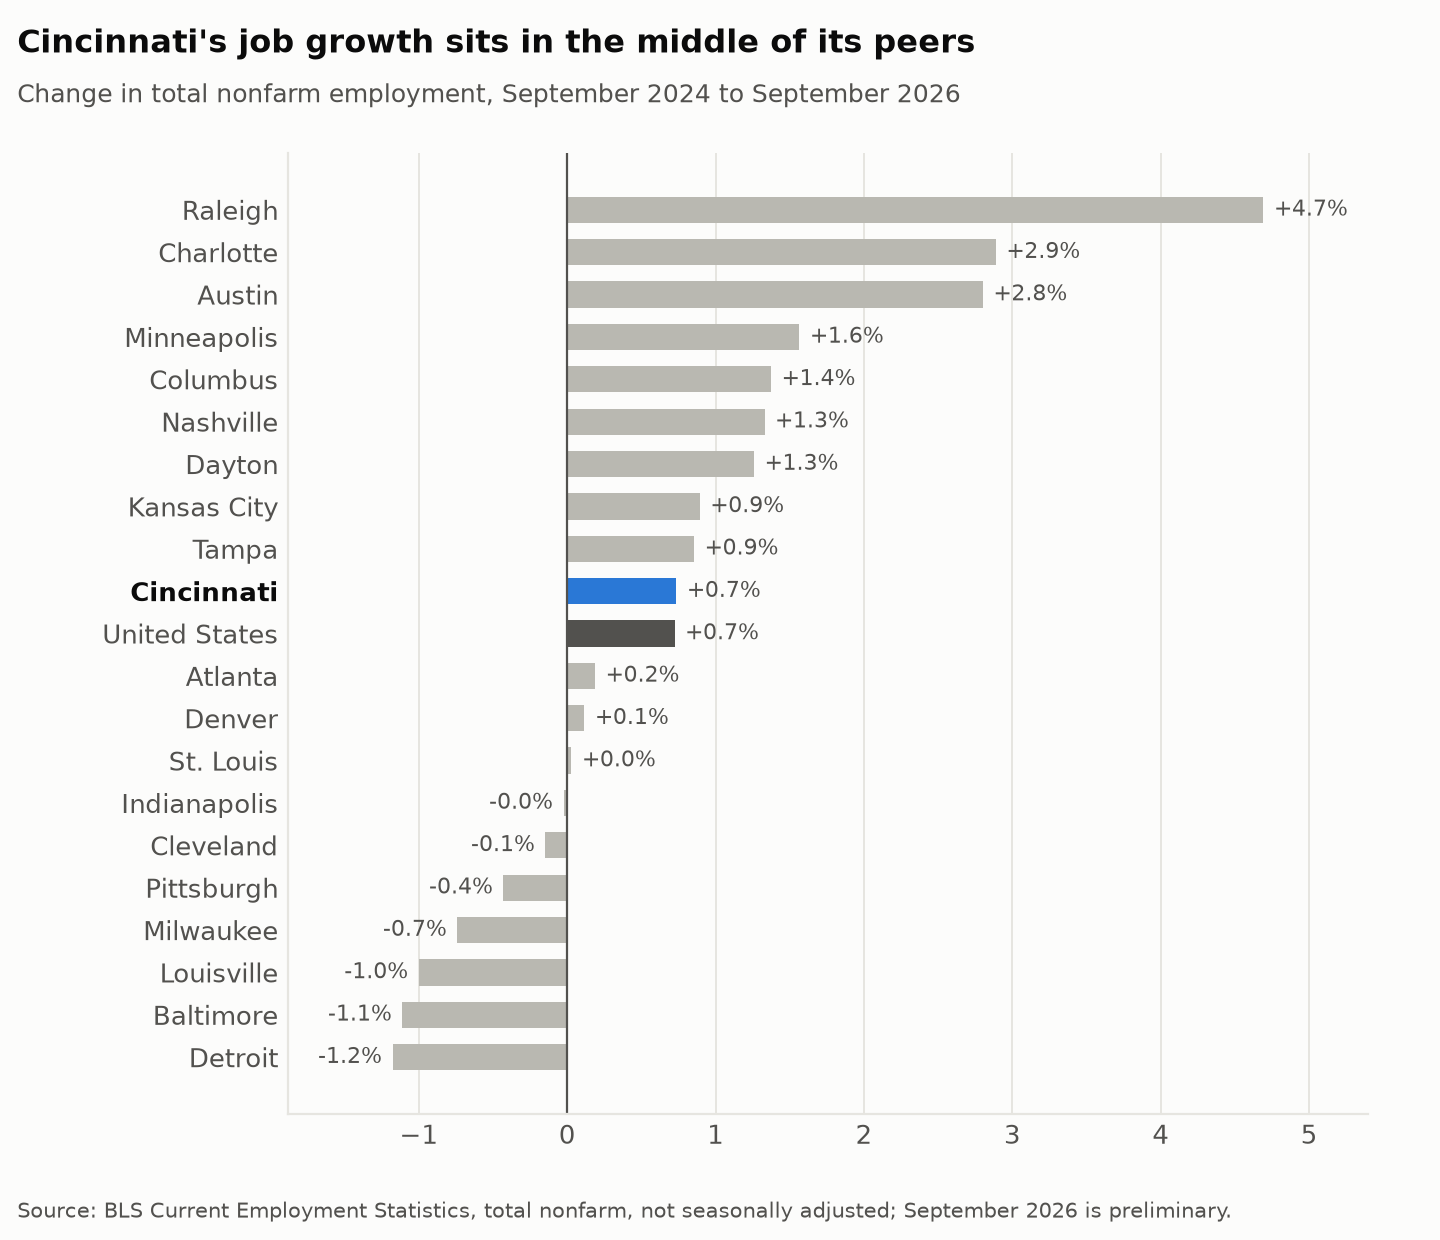 Cincinnati's job growth sits in the middle of its peers
Change in total nonfarm employment, September 2024 to September 2026
Raleigh +4.7%
Charlotte +2.9%
Austin +2.8%
Minneapolis +1.6%
Columbus +1.4%
Nashville +1.3%
Dayton +1.3%
Kansas City +0.9%
Tampa +0.9%
Cincinnati +0.7%
United States +0.7%
Atlanta +0.2%
Denver +0.1%
St. Louis +0.0%
Indianapolis -0.0%
Cleveland -0.1%
Pittsburgh -0.4%
Milwaukee -0.7%
Louisville -1.0%
Baltimore -1.1%
Detroit -1.2%
−1 0 1 2 3 4 5
Source: BLS Current Employment Statistics, total nonfarm, not seasonally adjusted; September 2026 is preliminary.